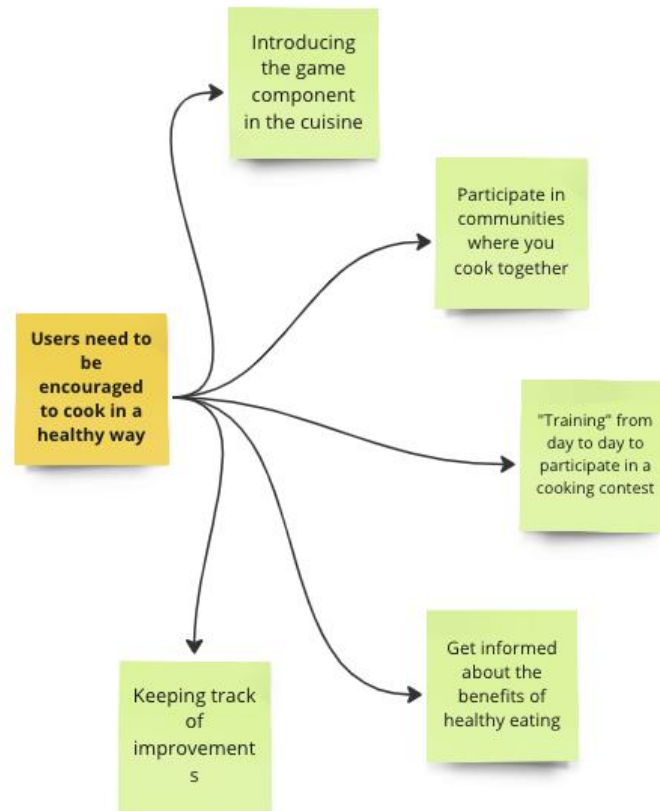 Introducing
the game
component
in the cuisine
Participate in
communities
where you
cook together
Users need to
be
encouraged
to cook in a
healthy way
"Training" from
day to day to
participate in a
cooking contest
Get informed
about the
benefits of
healthy eating
Keeping track
of
improvement
s